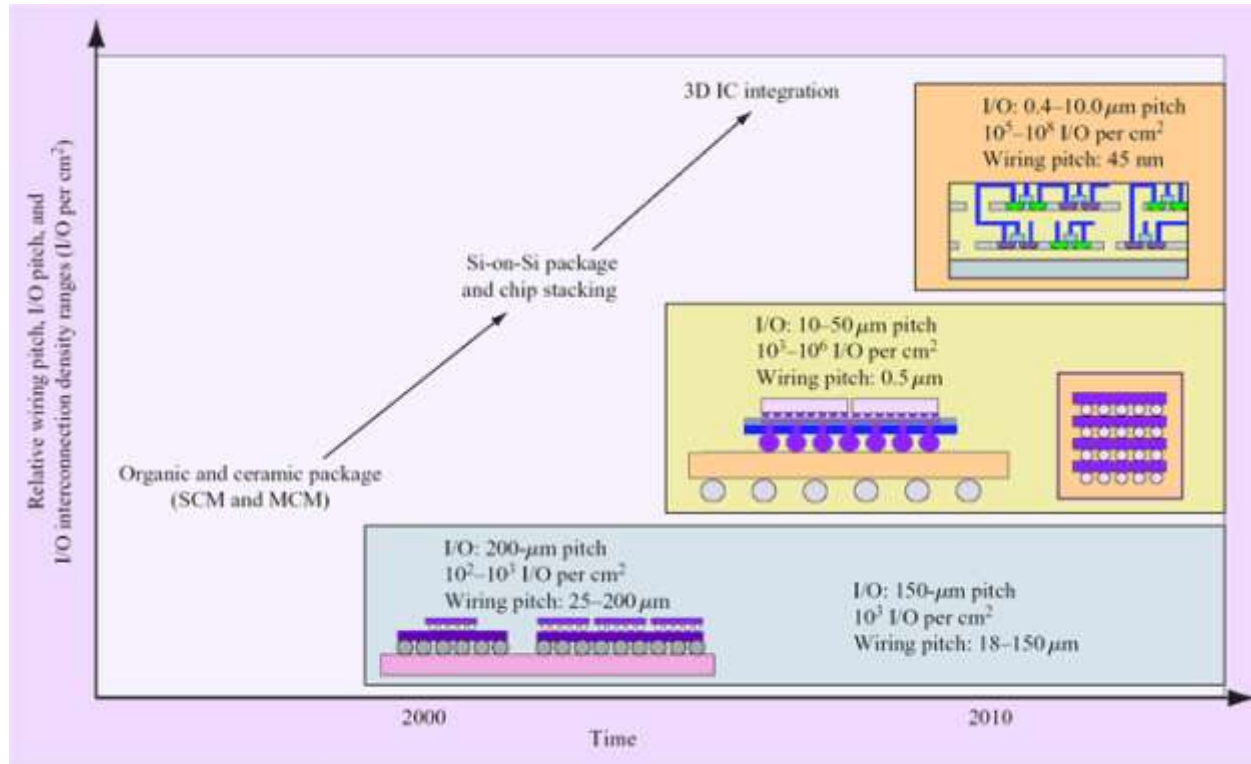 Relative wiring pitch, I/O pitch, and
I/O interconnection density ranges (I/O per cm²)
3D IC integration
I/O: 0.4–10.0 μm pitch
10⁵–10⁸ I/O per cm²
Wiring pitch: 45 nm
Si-on-Si package
and chip stacking
I/O: 10–50 μm pitch
10³–10⁶ I/O per cm²
Wiring pitch: 0.5 μm
Organic and ceramic package
(SCM and MCM)
I/O: 200-μm pitch
10²–10³ I/O per cm²
Wiring pitch: 25–200 μm
I/O: 150-μm pitch
10³ I/O per cm²
Wiring pitch: 18–150 μm
2000
2010
Time